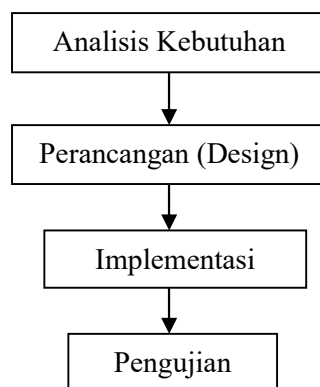 Analisis Kebutuhan
Perancangan (Design)
Implementasi
Pengujian